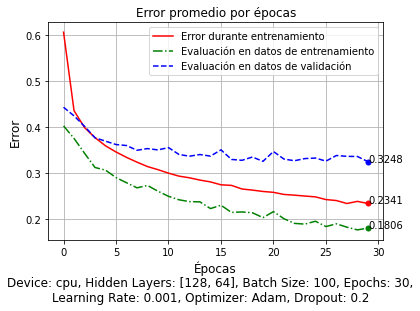 Error promedio por épocas
Error durante entrenamiento
Evaluación en datos de entrenamiento
Evaluación en datos de validación
0.6
0.5
0.4
0.3
0.2
Error
0.3248
0.2341
0.1806
0 5 10 15 20 25 30
Épocas
Device: cpu, Hidden Layers: [128, 64], Batch Size: 100, Epochs: 30,
Learning Rate: 0.001, Optimizer: Adam, Dropout: 0.2